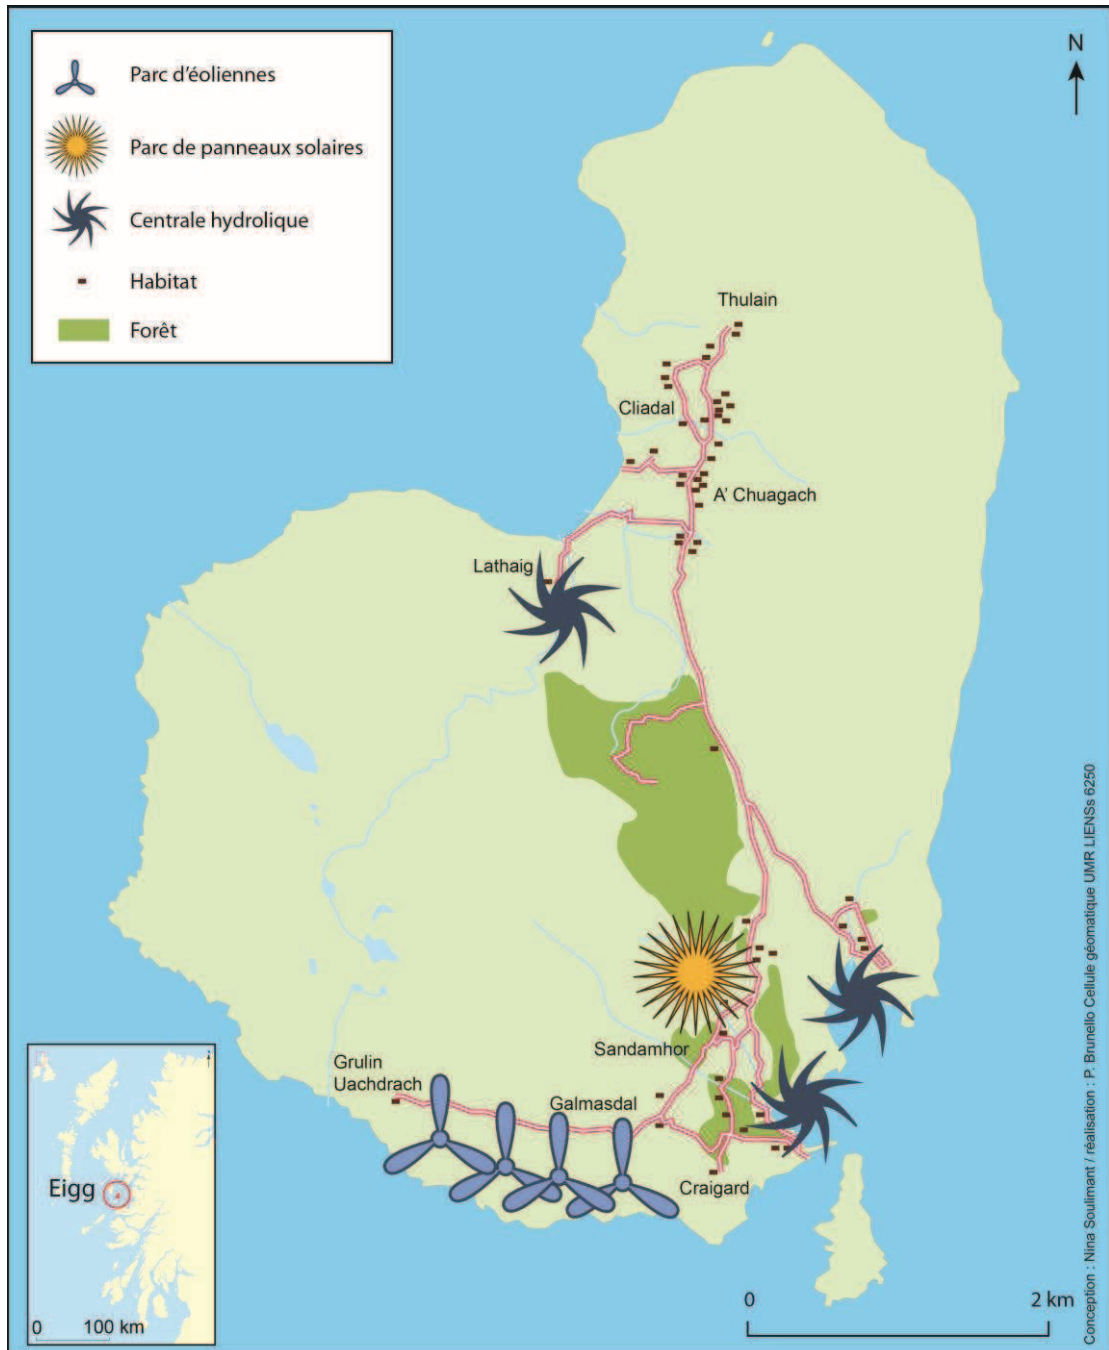 Parc d'éoliennes
Parc de panneaux solaires
Centrale hydrolique
Habitat
Forêt
N
Thulain
Cliadal
A' Chuagach
Lathaig
Sandamhor
Grulin
Uachdrach
Galmasdal
Craigard
Eigg
0 100 km
0 2 km
Conception : Nina Soulimant / réalisation : P. Brunello Cellule géomatique UMR LIENSs 6250